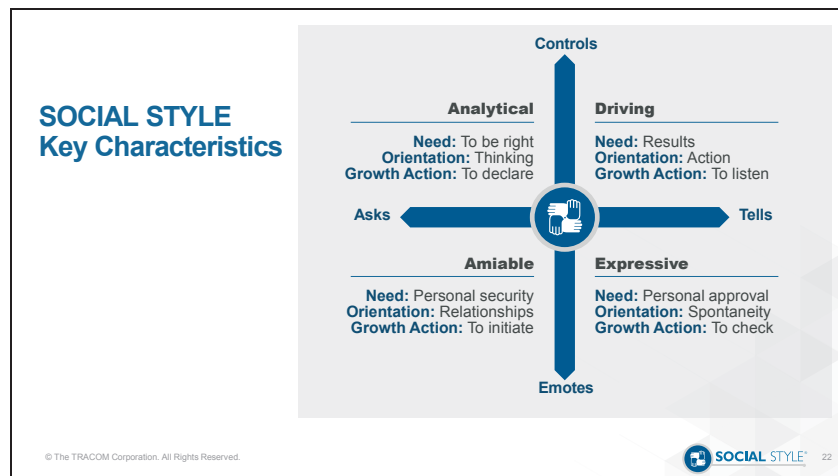 SOCIAL STYLE
Key Characteristics
Controls
Analytical
Need: To be right
Orientation: Thinking
Growth Action: To declare
Driving
Need: Results
Orientation: Action
Growth Action: To listen
Asks
Tells
Amiable
Need: Personal security
Orientation: Relationships
Growth Action: To initiate
Expressive
Need: Personal approval
Orientation: Spontaneity
Growth Action: To check
Emotes
© The TRACOM Corporation. All Rights Reserved.
SOCIAL STYLE®
22